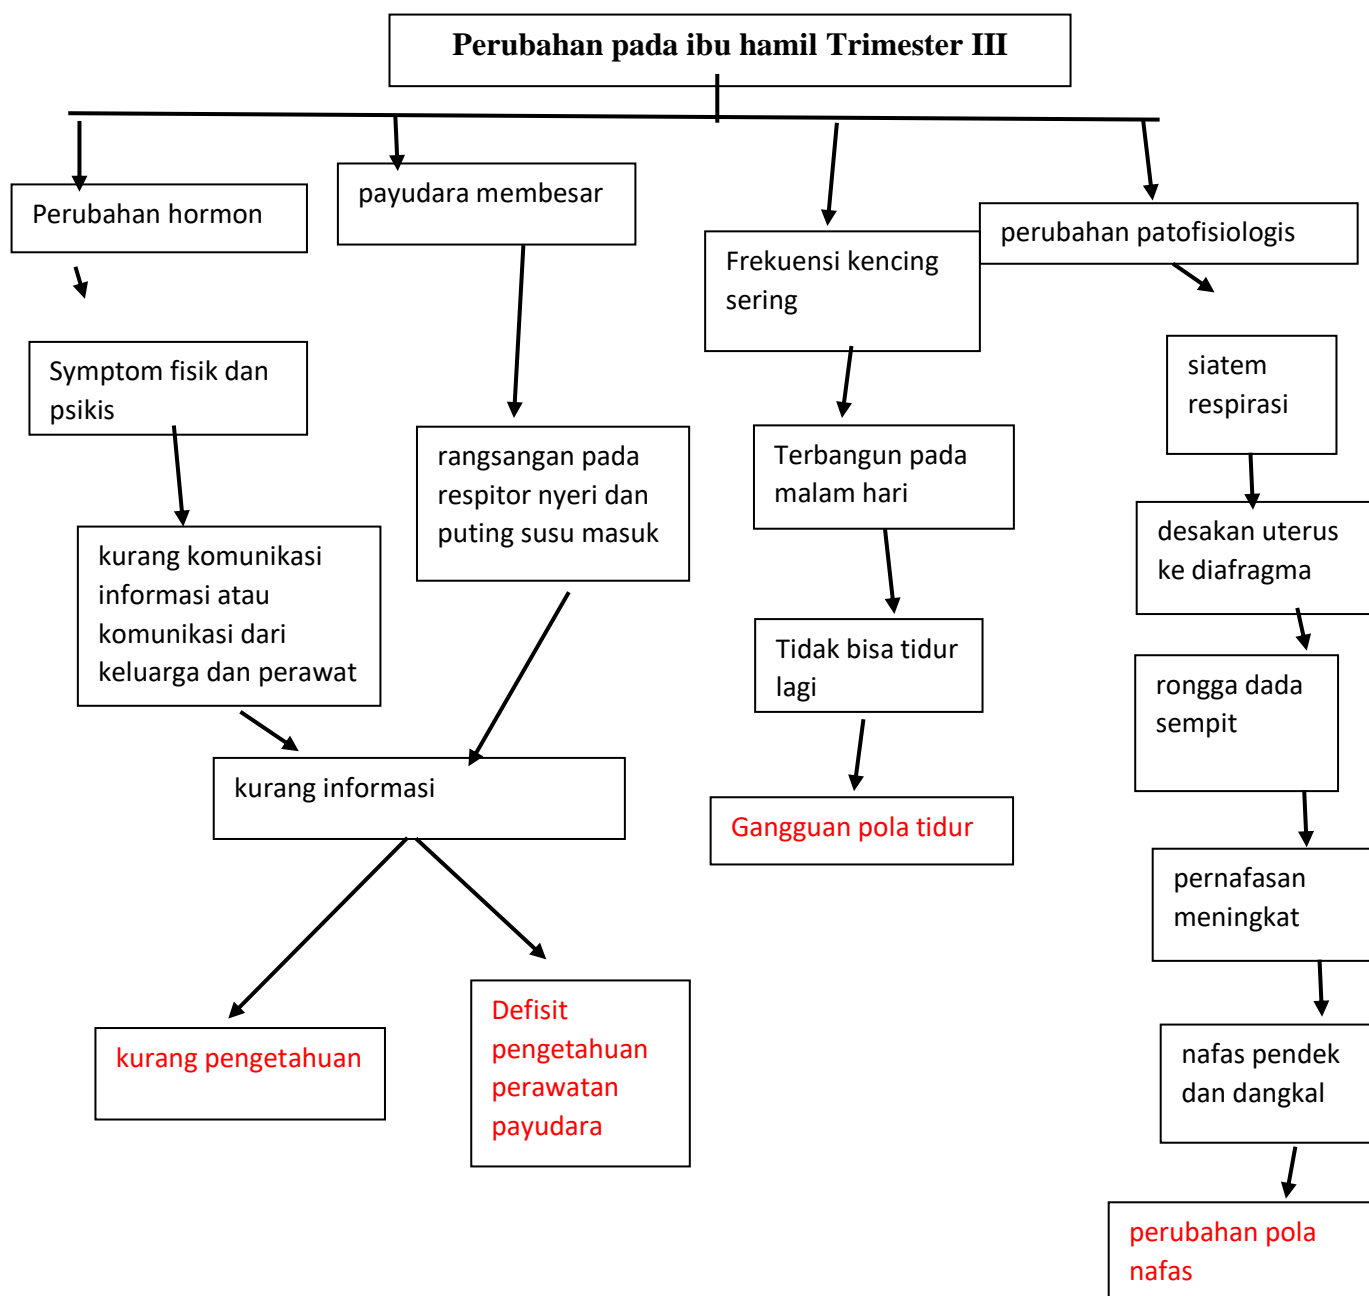 Perubahan pada ibu hamil Trimester III
Perubahan hormon
payudara membesar
Frekuensi kencing
sering
perubahan patofisiologis
Symptom fisik dan
psikis
rangsangan pada
respitor nyeri dan
puting susu masuk
Terbangun pada
malam hari
siatem
respirasi
kurang komunikasi
informasi atau
komunikasi dari
keluarga dan perawat
Tidak bisa tidur
lagi
desakan uterus
ke diafragma
rongga dada
sempit
kurang informasi
Gangguan pola tidur
pernafasan
meningkat
kurang pengetahuan
Defisit
pengetahuan
perawatan
payudara
nafas pendek
dan dangkal
perubahan pola
nafas